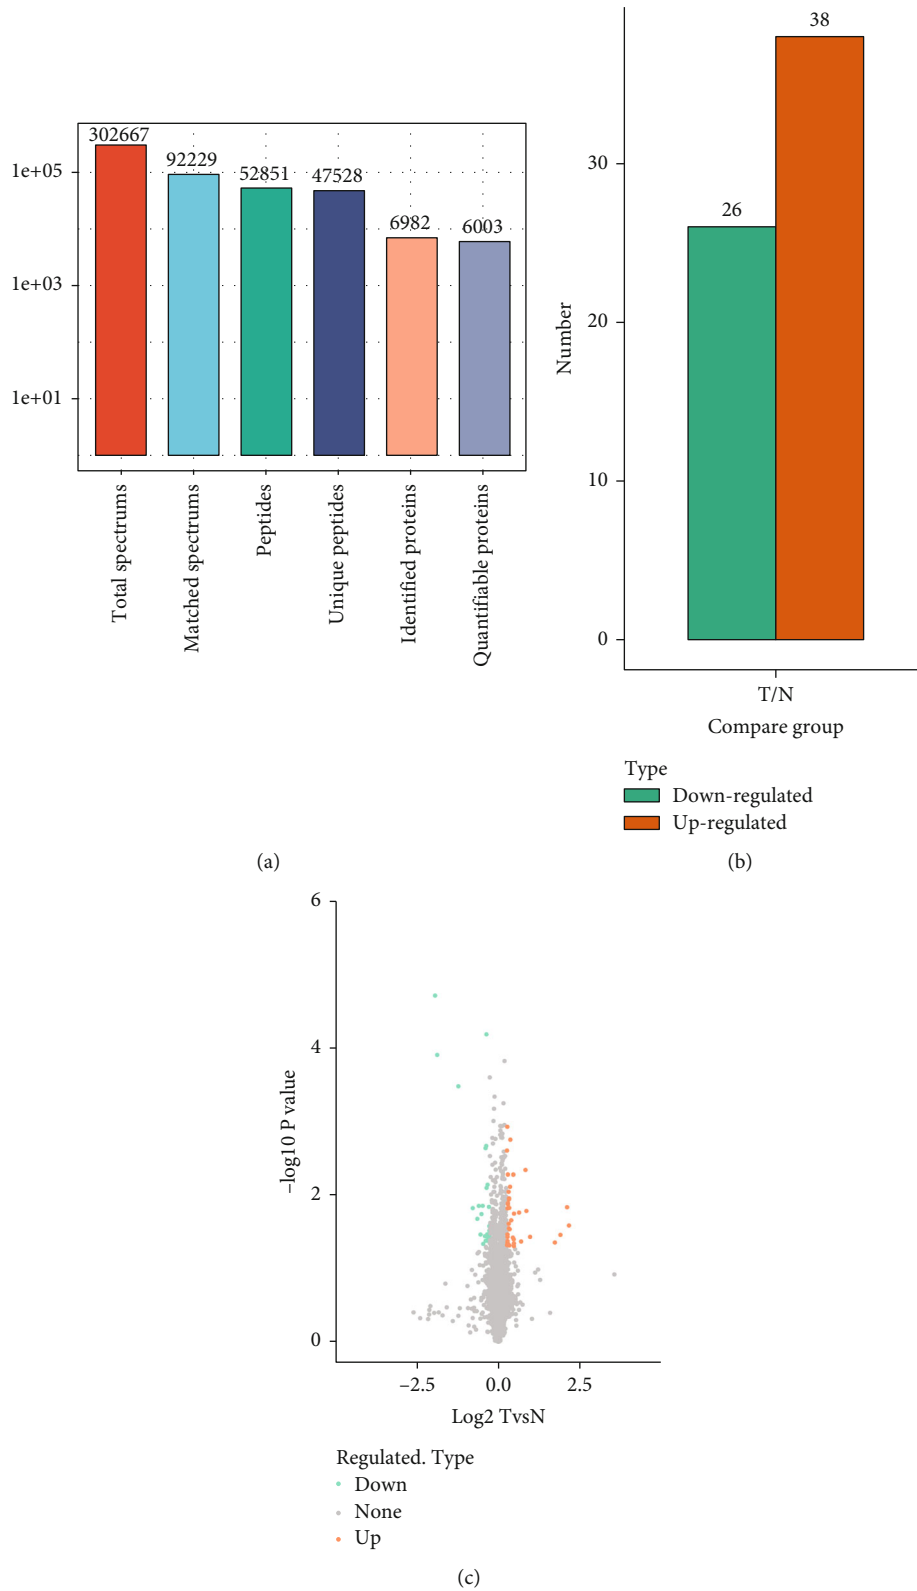 302667
92229
52851
47528
6982
6003
1e+05
1e+03
1e+01
Total spectrums
Matched spectrums
Peptides
Unique peptides
Identified proteins
Quantifiable proteins
(a)
38
26
30
20
10
0
Number
T/N
Compare group
Type
Down-regulated
Up-regulated
(b)
6
4
2
0
−log10 P value
−2.5 0.0 2.5
Log2 TvsN
Regulated. Type
Down
None
Up
(c)